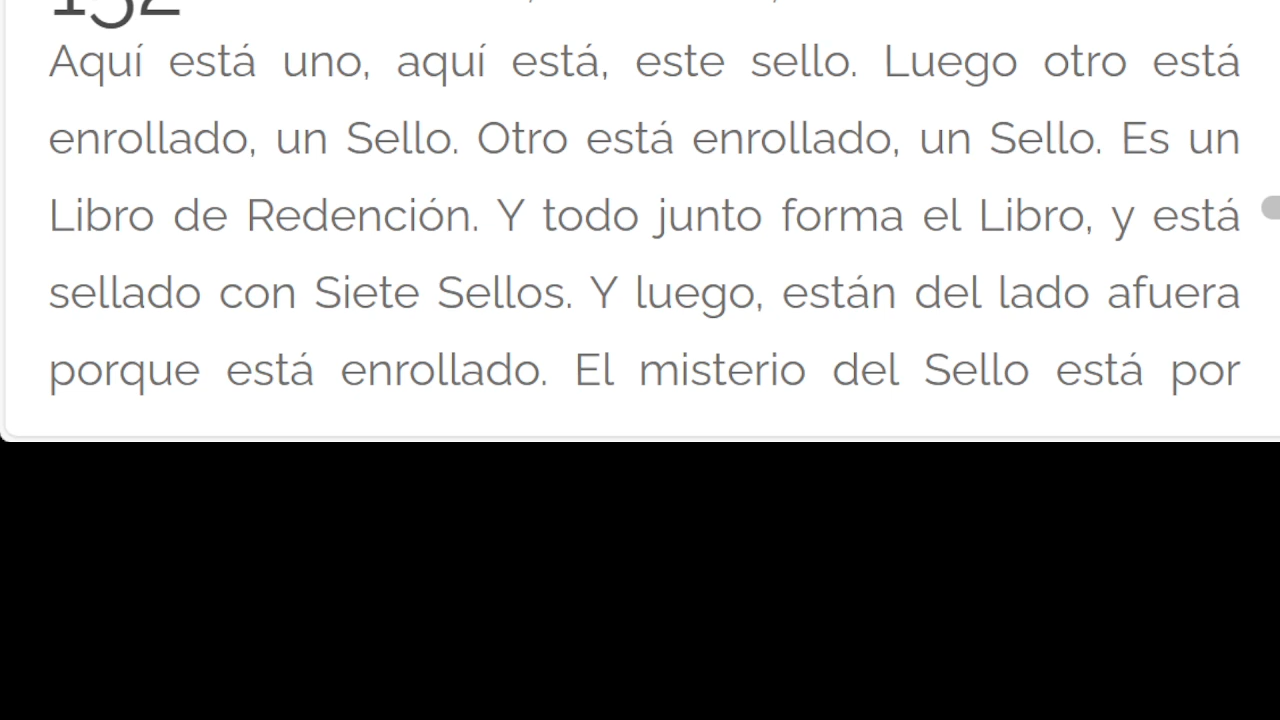 152
Aquí está uno, aquí está, este sello. Luego otro está
enrollado, un Sello. Otro está enrollado, un Sello. Es un
Libro de Redención. Y todo junto forma el Libro, y está
sellado con Siete Sellos. Y luego, están del lado afuera
porque está enrollado. El misterio del Sello está por